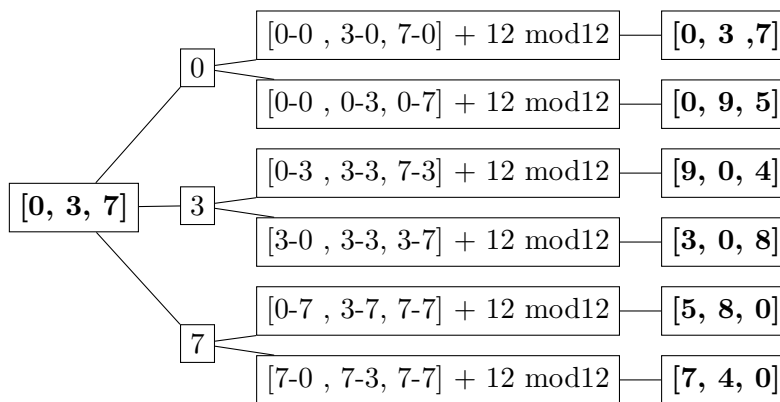 [0-0 , 3-0, 7-0] + 12 mod12
[0, 3 ,7]
0
[0-0 , 0-3, 0-7] + 12 mod12
[0, 9, 5]
[0-3 , 3-3, 7-3] + 12 mod12
[9, 0, 4]
[0, 3, 7]
3
[3-0 , 3-3, 3-7] + 12 mod12
[3, 0, 8]
[0-7 , 3-7, 7-7] + 12 mod12
[5, 8, 0]
7
[7-0 , 7-3, 7-7] + 12 mod12
[7, 4, 0]